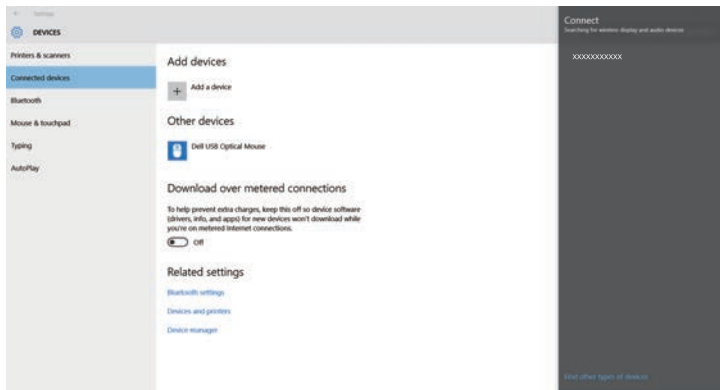 Settings
DEVICES
Printers & scanners
Connected devices
Bluetooth
Mouse & touchpad
Typing
AutoPlay
Add devices
Add a device
Other devices
Dell USB Optical Mouse
Download over metered connections
To help prevent extra charges, keep this off so device software
(drivers, info, and apps) for new devices won't download while
you're on metered Internet connections.
Off
Related settings
Bluetooth settings
Devices and printers
Device manager
Connect
Searching for wireless display and audio devices
xxxxxxxxxxx
Find other types of devices